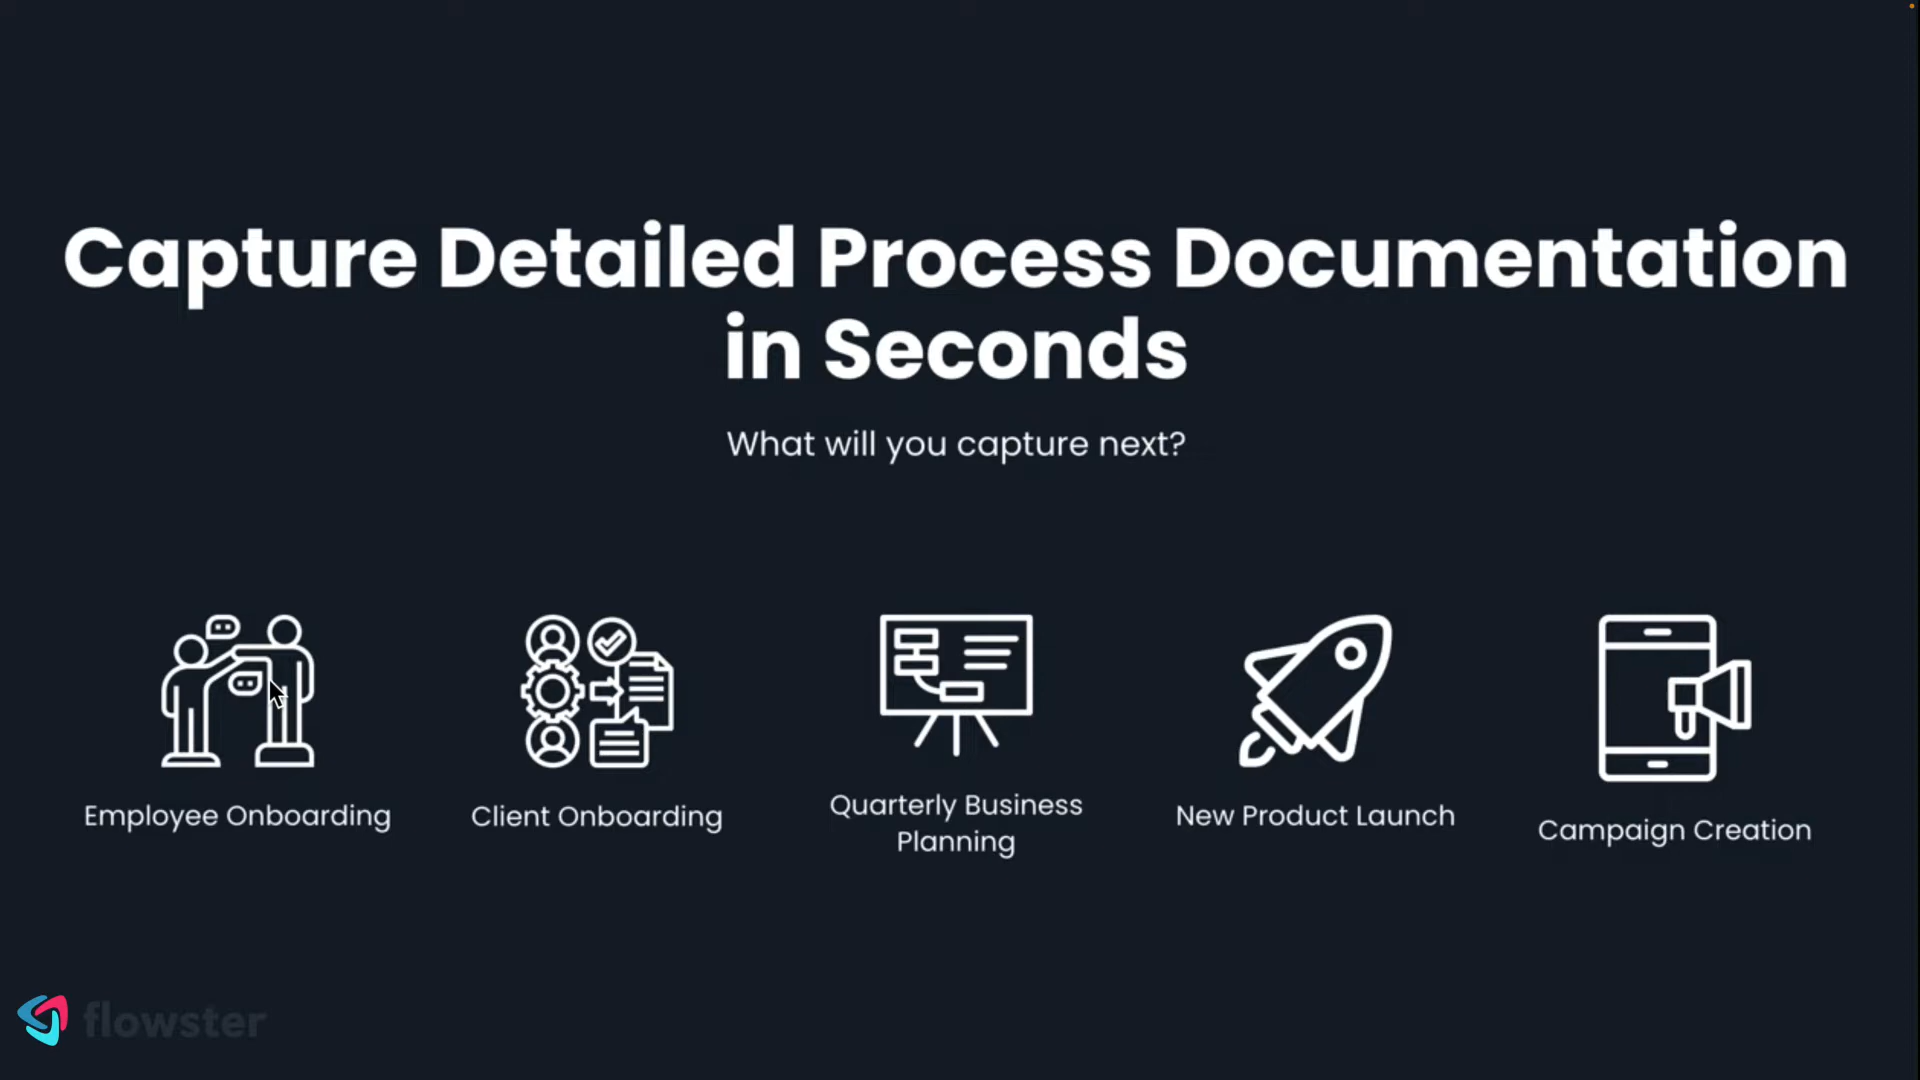 Capture Detailed Process Documentation
in Seconds
What will you capture next?
Employee Onboarding
Client Onboarding
Quarterly Business
Planning
New Product Launch
Campaign Creation
flowster